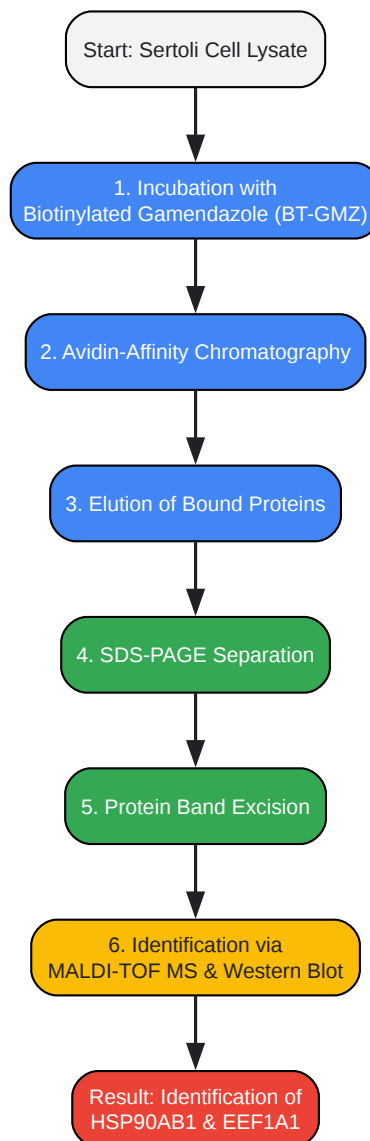 Start: Sertoli Cell Lysate
1. Incubation with
Biotinylated Gamendazole (BT-GMZ)
2. Avidin-Affinity Chromatography
3. Elution of Bound Proteins
4. SDS-PAGE Separation
5. Protein Band Excision
6. Identification via
MALDI-TOF MS & Western Blot
Result: Identification of
HSP90AB1 & EEF1A1